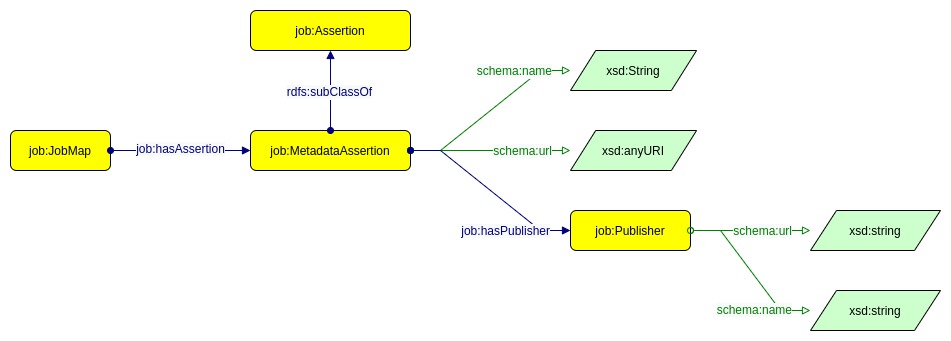 job:Assertion
schema:name
xsd:String
rdfs:subClassOf
job:JobMap
job:hasAssertion
job:MetadataAssertion
schema:url
xsd:anyURI
job:hasPublisher
job:Publisher
schema:url
xsd:string
schema:name
xsd:string